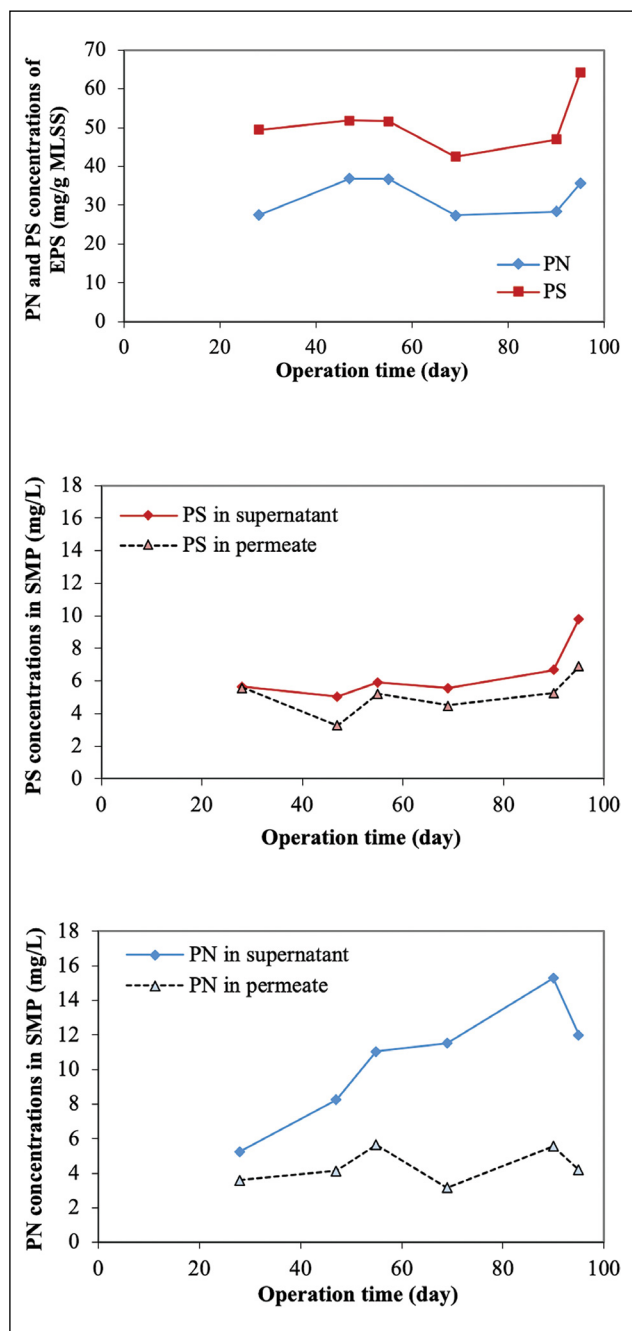 PN and PS concentrations of
EPS (mg/g MLSS)
70
60
50
40
30
20
10
0
PN
PS
0 20 40 60 80 100
Operation time (day)
PS concentrations in SMP (mg/L)
18
16
14
12
10
8
6
4
2
0
PS in supernatant
PS in permeate
0 20 40 60 80 100
Operation time (day)
PN concentrations in SMP (mg/L)
18
16
14
12
10
8
6
4
2
0
PN in supernatant
PN in permeate
0 20 40 60 80 100
Operation time (day)